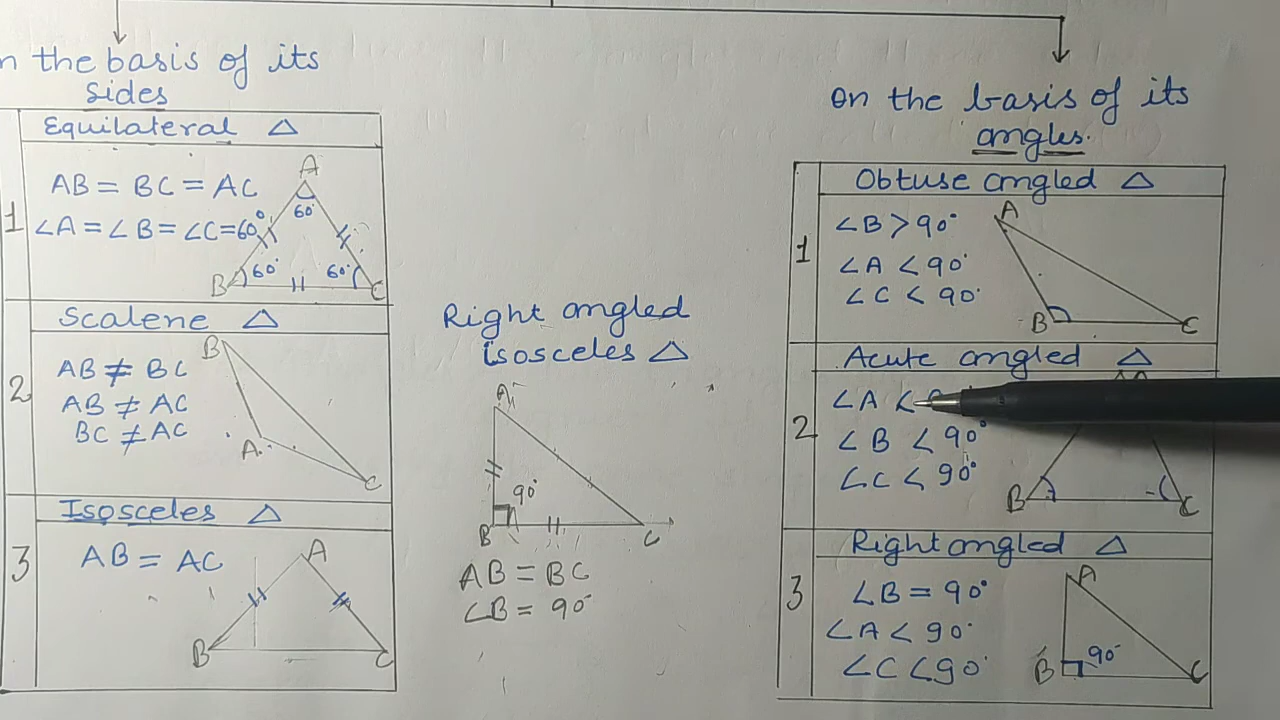 n the basis of its
sides
Equilateral △
1
AB = BC = AC
∠A = ∠B = ∠C = 60°
A
60°
B
60°
60°
C
Scalene △
2
AB ≠ BC
AB ≠ AC
BC ≠ AC
B
A
C
Isosceles △
3
AB = AC
A
B
C
Right angled
isosceles △
A
90°
B
C
AB = BC
∠B = 90°
on the basis of its
angles.
Obtuse angled △
1
∠B > 90°
∠A < 90°
∠C < 90°
A
B
C
Acute angled △
2
∠A <
∠B < 90°
∠C < 90°
B
C
Right angled △
3
∠B = 90°
∠A < 90°
∠C < 90°
A
B
90°
C